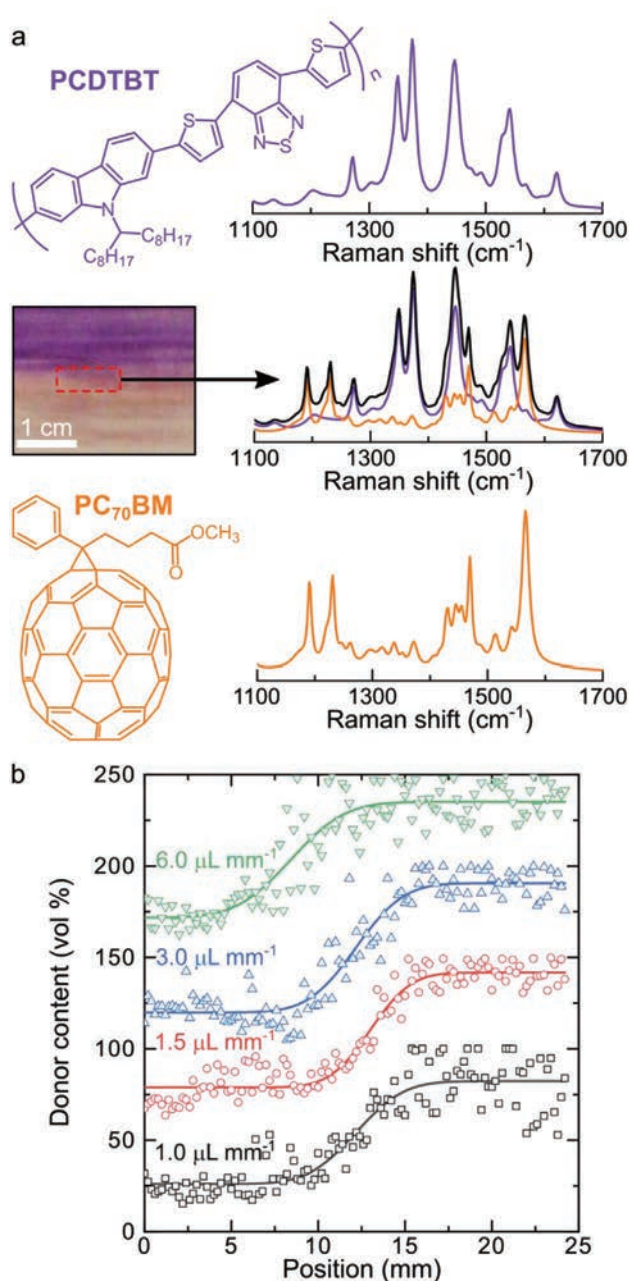 a
PCDTBT
S
S
n
N
S
N
N
C₈H₁₇
C₈H₁₇
1100 1300 1500 1700
Raman shift (cm⁻¹)
1 cm
1100 1300 1500 1700
Raman shift (cm⁻¹)
PC₇₀BM
OCH₃
O
1100 1300 1500 1700
Raman shift (cm⁻¹)
b
250
200
150
100
50
0
Donor content (vol %)
6.0 μL mm⁻¹
3.0 μL mm⁻¹
1.5 μL mm⁻¹
1.0 μL mm⁻¹
0 5 10 15 20 25
Position (mm)